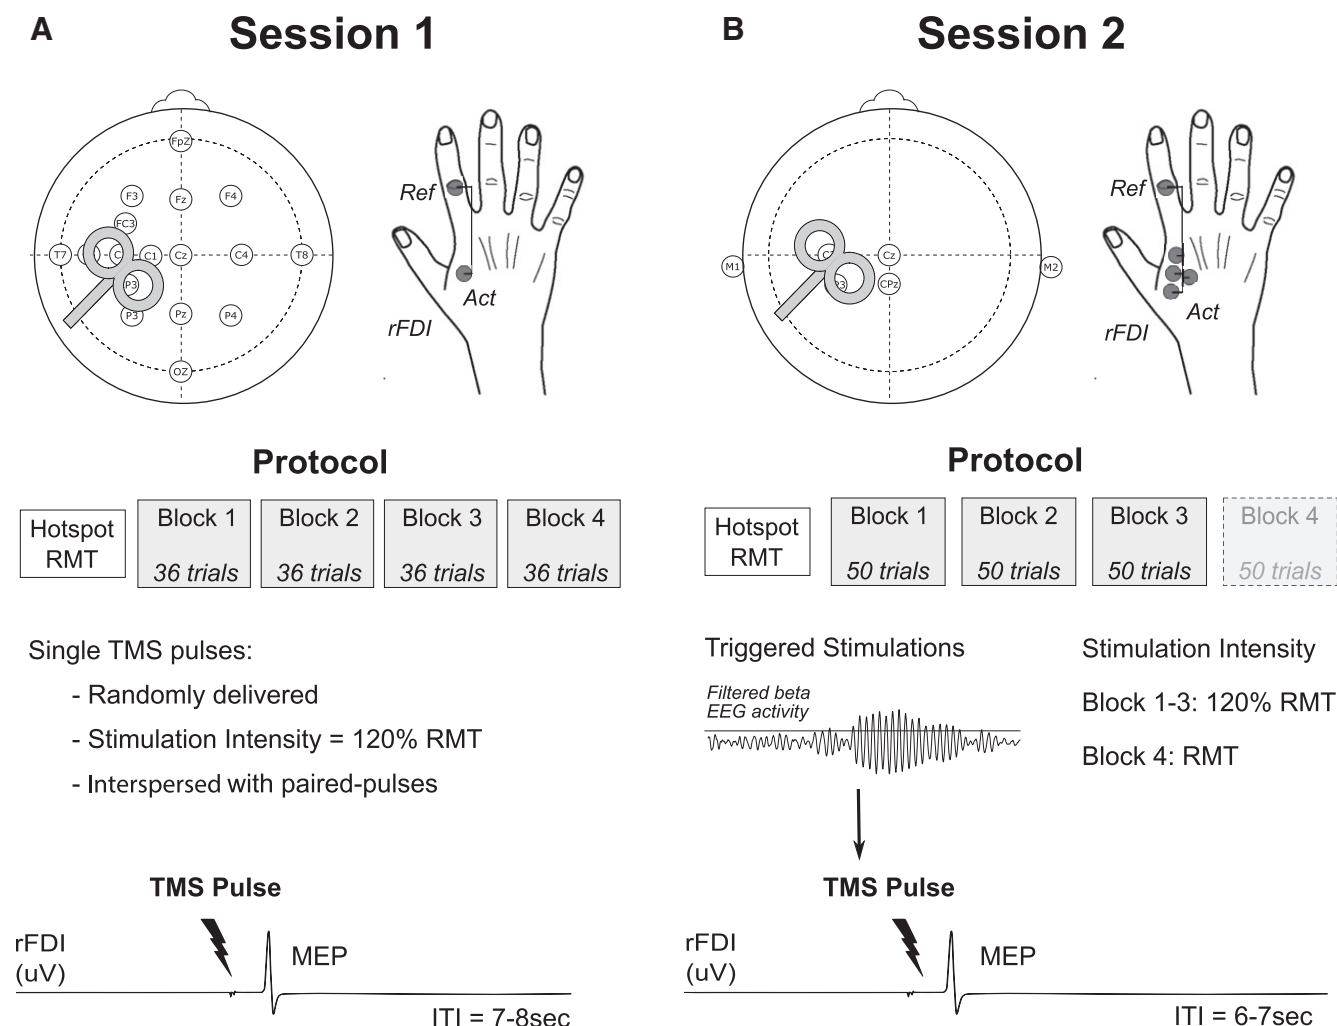 A
Session 1
FpZ
F3
Fz
F4
FC3
T7
C
C1
Cz
C4
T8
P3
P3
Pz
P4
OZ
Ref
Act
rFDI
Protocol
Hotspot
RMT
Block 1
36 trials
Block 2
36 trials
Block 3
36 trials
Block 4
36 trials
Single TMS pulses:
- Randomly delivered
- Stimulation Intensity = 120% RMT
- Interspersed with paired-pulses
TMS Pulse
rFDI
(uV)
MEP
ITI = 7-8sec
B
Session 2
M1
Cz
M2
P3
CPz
Ref
Act
rFDI
Protocol
Hotspot
RMT
Block 1
50 trials
Block 2
50 trials
Block 3
50 trials
Block 4
50 trials
Triggered Stimulations
Filtered beta
EEG activity
Stimulation Intensity
Block 1-3: 120% RMT
Block 4: RMT
TMS Pulse
rFDI
(uV)
MEP
ITI = 6-7sec